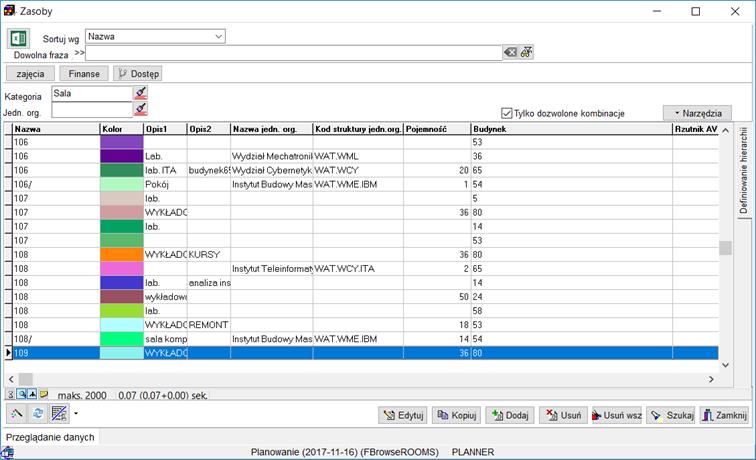 Zasoby
Sortuj wg Nazwa
Dowolna fraza >>
zajęcia Finanse Dostęp
Kategoria Sala
Jedn. org.
Tylko dozwolone kombinacje Narzędzia
Nazwa Kolor Opis1 Opis2 Nazwa jedn. org. Kod struktury jedn.org. Pojemność Budynek Rzutnik AV
106 53
106 Lab. Wydział Mechatroni WAT.WML 36
106 lab. ITA budynek65 Wydział Cybernetyk WAT.WCY 20 65
106/ Pokój Instytut Budowy Mas WAT.WME.IBM 1 54
107 lab. 5
107 WYKŁADO 36 80
107 lab. 14
107 53
108 WYKŁADO KURSY 36 80
108 Instytut Teleinformaty WAT.WCY.ITA 2 65
108 lab. analiza ins 14
108 wykładowa 50 24
108 lab. 58
108 WYKŁADO REMONT 18 53
108/ sala komp Instytut Budowy Mas WAT.WME.IBM 14 54
109 WYKŁADO 36 80
Definiowanie hierarchii
maks. 2000 0.07 (0.07+0.00) sek.
Edytuj Kopiuj Dodaj Usuń Usuń wsz Szukaj Zamknij
Przeglądanie danych
Planowanie (2017-11-16) (FBrowseROOMS) PLANNER